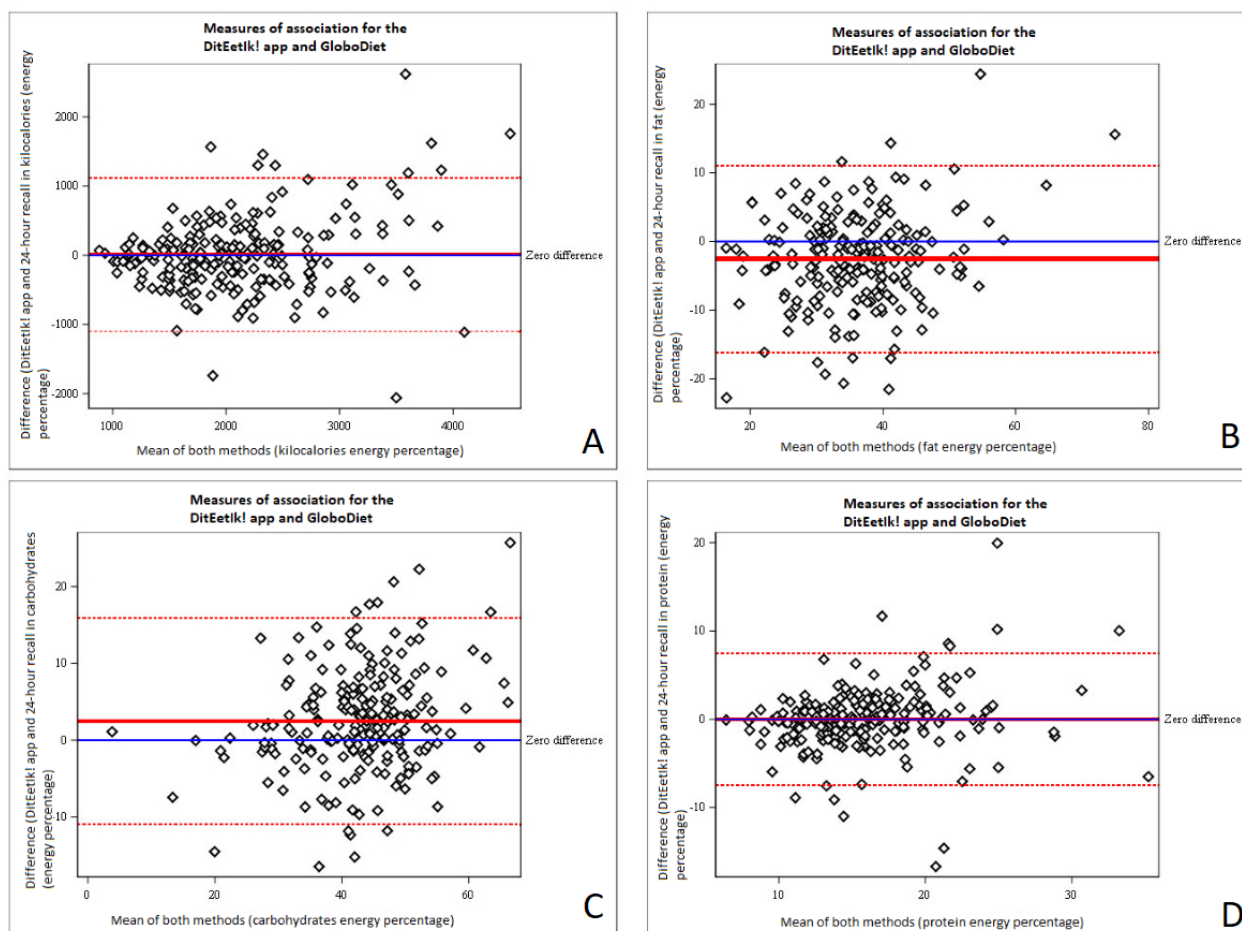 Measures of association for the
DitEetIk! app and GloboDiet
Difference (DitEetIk! app and 24-hour recall in kilocalories (energy
percentage)
2000
1000
0
-1000
-2000
Zero difference
1000
2000
3000
4000
Mean of both methods (kilocalories energy percentage)
A
Measures of association for the
DitEetIk! app and GloboDiet
Difference (DitEetIk! app and 24-hour recall in fat (energy
percentage)
20
10
0
-10
-20
Zero difference
20
40
60
80
Mean of both methods (fat energy percentage)
B
Measures of association for the
DitEetIk! app and GloboDiet
Difference (DitEetIk! app and 24-hour recall in carbohydrates
(energy percentage)
20
10
0
-10
Zero difference
0
20
40
60
Mean of both methods (carbohydrates energy percentage)
C
Measures of association for the
DitEetIk! app and GloboDiet
Difference (DitEetIk! app and 24-hour recall in protein (energy
percentage)
20
10
0
-10
Zero difference
10
20
30
Mean of both methods (protein energy percentage)
D